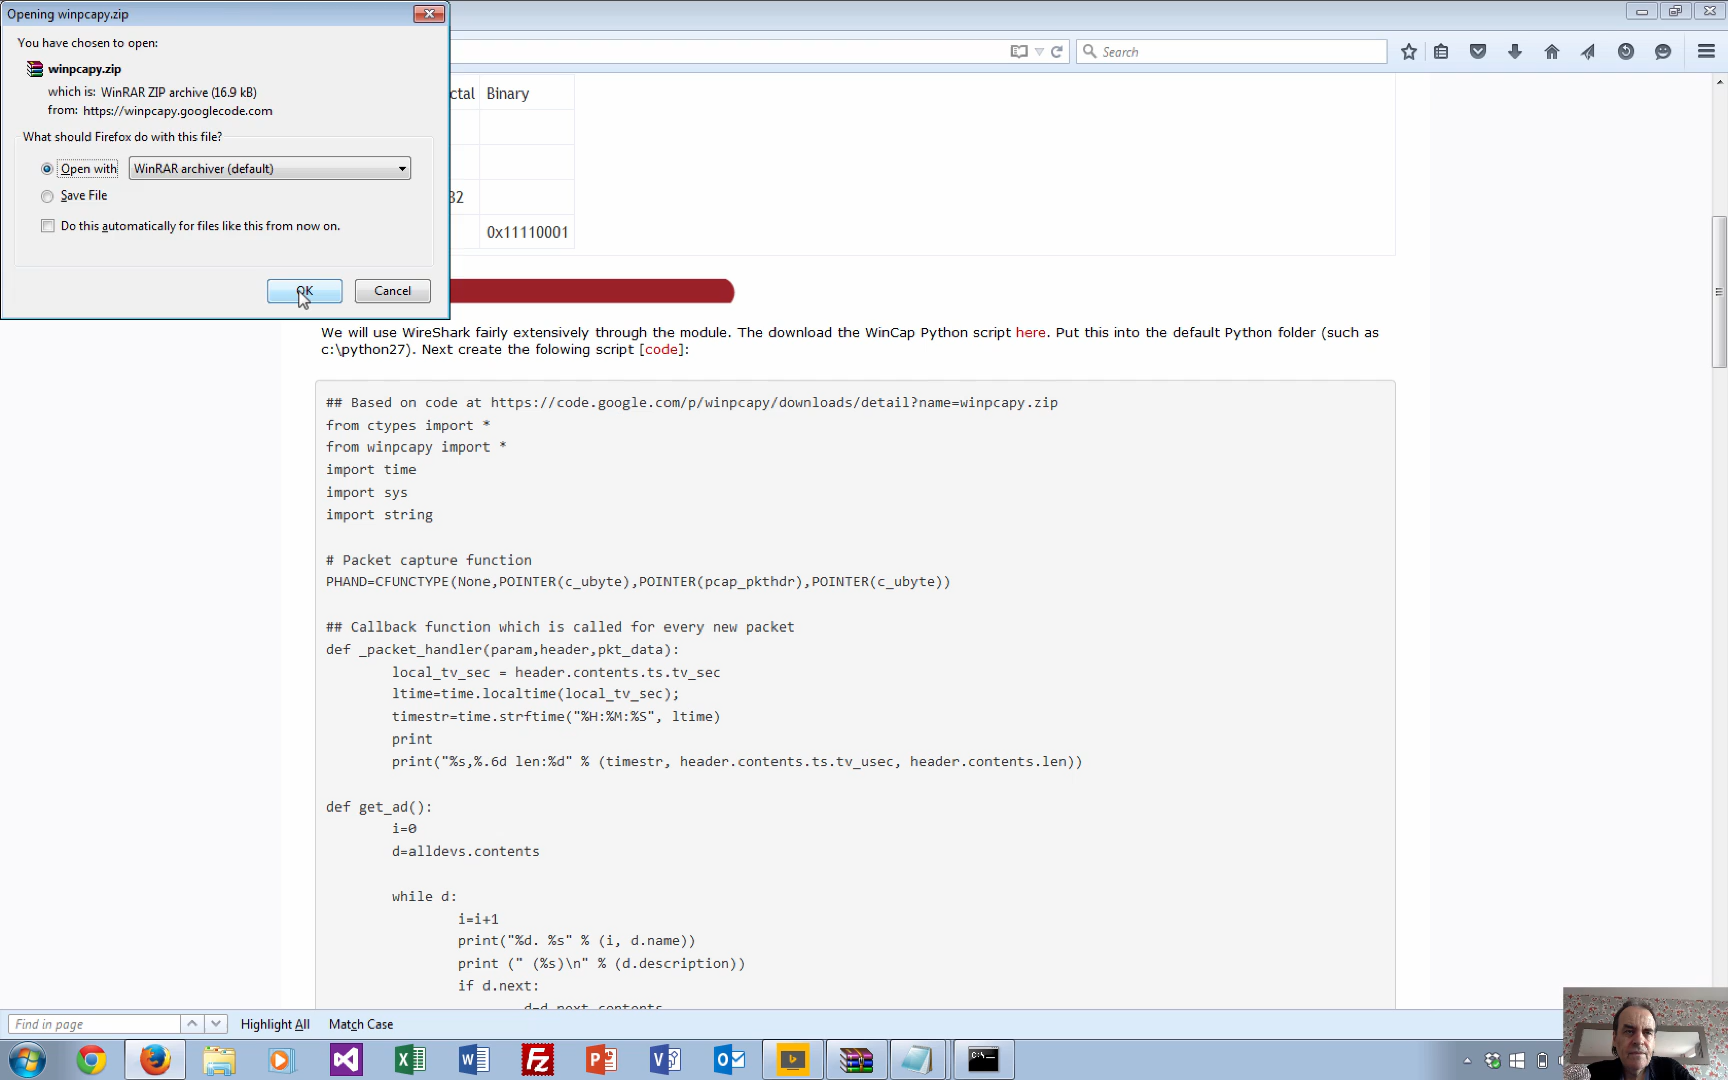 Opening winpcapy.zip
You have chosen to open:
winpcapy.zip
which is: WinRAR ZIP archive (16.9 kB)
from: https://winpcapy.googlecode.com
What should Firefox do with this file?
Open with WinRAR archiver (default)
Save File
Do this automatically for files like this from now on.
OK Cancel
Search
ctal Binary
32
0x11110001
We will use WireShark fairly extensively through the module. The download the WinCap Python script here. Put this into the default Python folder (such as
c:\python27). Next create the folowing script [code]:
## Based on code at https://code.google.com/p/winpcapy/downloads/detail?name=winpcapy.zip
from ctypes import *
from winpcapy import *
import time
import sys
import string
# Packet capture function
PHAND=CFUNCTYPE(None,POINTER(c_ubyte),POINTER(pcap_pkthdr),POINTER(c_ubyte))
## Callback function which is called for every new packet
def _packet_handler(param,header,pkt_data):
local_tv_sec = header.contents.ts.tv_sec
ltime=time.localtime(local_tv_sec);
timestr=time.strftime("%H:%M:%S", ltime)
print
print("%s,%.6d len:%d" % (timestr, header.contents.ts.tv_usec, header.contents.len))
def get_ad():
i=0
d=alldevs.contents
while d:
i=i+1
print("%d. %s" % (i, d.name))
print (" (%s)\n" % (d.description))
if d.next:
d=d.next.contents
Find in page Highlight All Match Case